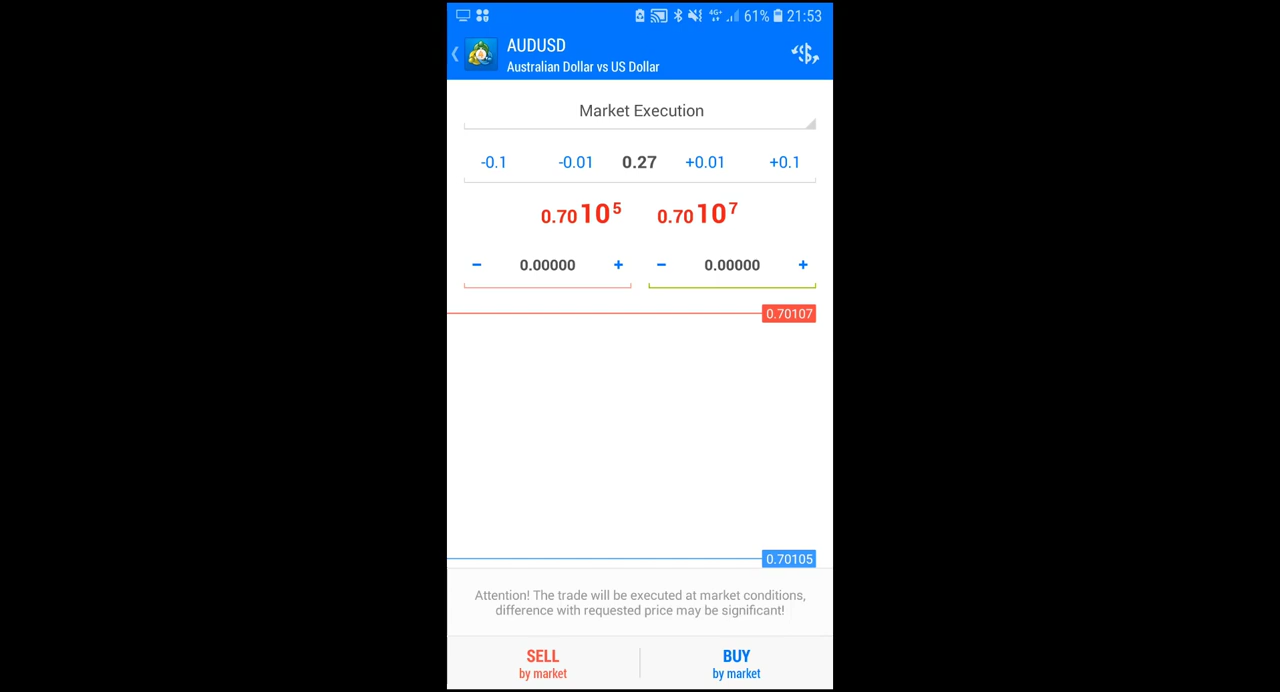 4G+ 61% 21:53
AUDUSD
Australian Dollar vs US Dollar
Market Execution
-0.1 -0.01 0.27 +0.01 +0.1
0.70105 0.70107
- 0.00000 + - 0.00000 +
0.70107
0.70105
Attention! The trade will be executed at market conditions,
difference with requested price may be significant!
SELL BUY
by market by market